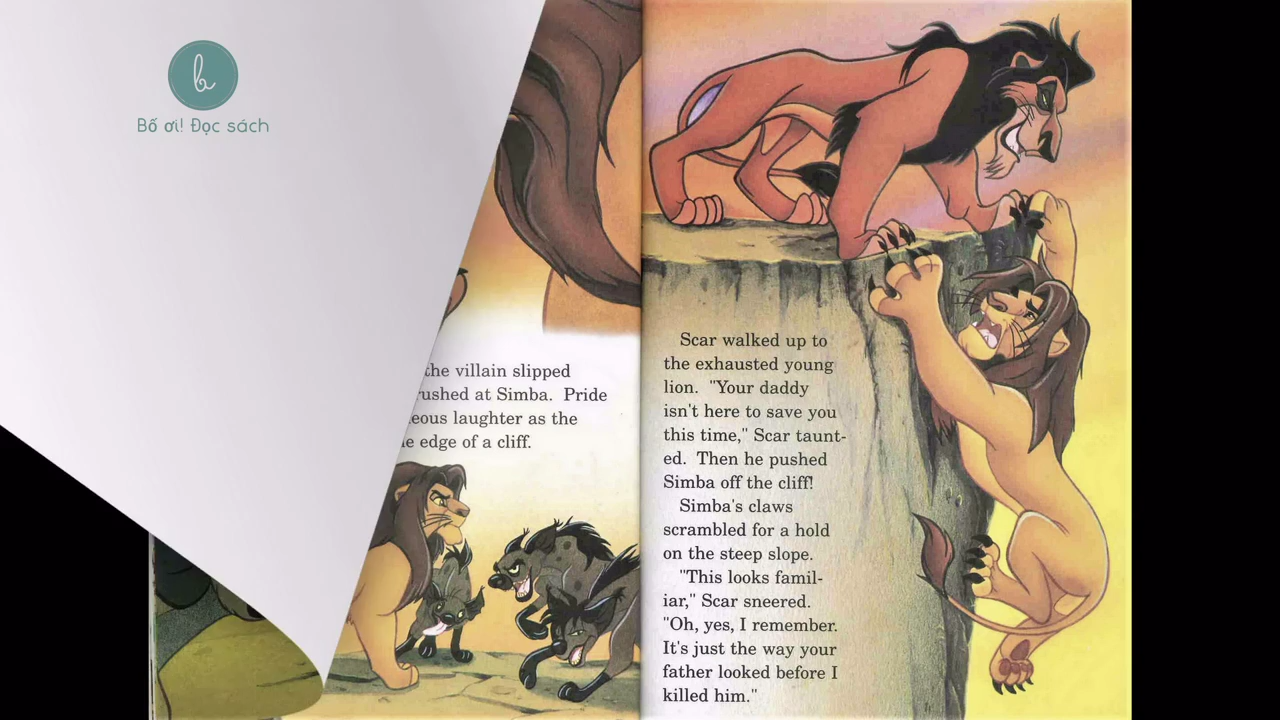 b
Bố ơi! Đọc sách
the villain slipped
rushed at Simba. Pride
laughter as the
edge of a cliff.
Scar walked up to
the exhausted young
lion. "Your daddy
isn't here to save you
this time," Scar taunt-
ed. Then he pushed
Simba off the cliff!
Simba's claws
scrambled for a hold
on the steep slope.
"This looks famil-
iar," Scar sneered.
"Oh, yes, I remember.
It's just the way your
father looked before I
killed him."